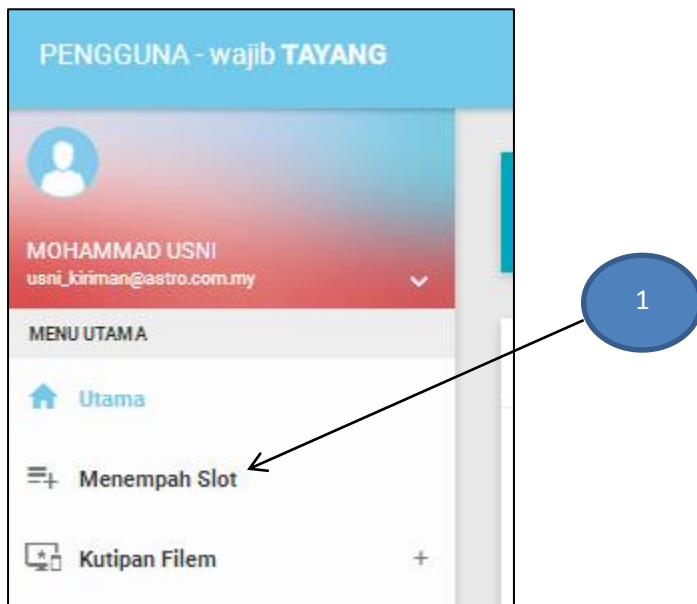 PENGGUNA - wajib TAYANG
MOHAMMAD USNI
usni_kiriman@astro.com.my
MENU UTAMA
Utama
Menempah Slot
Kutipan Filem +
1